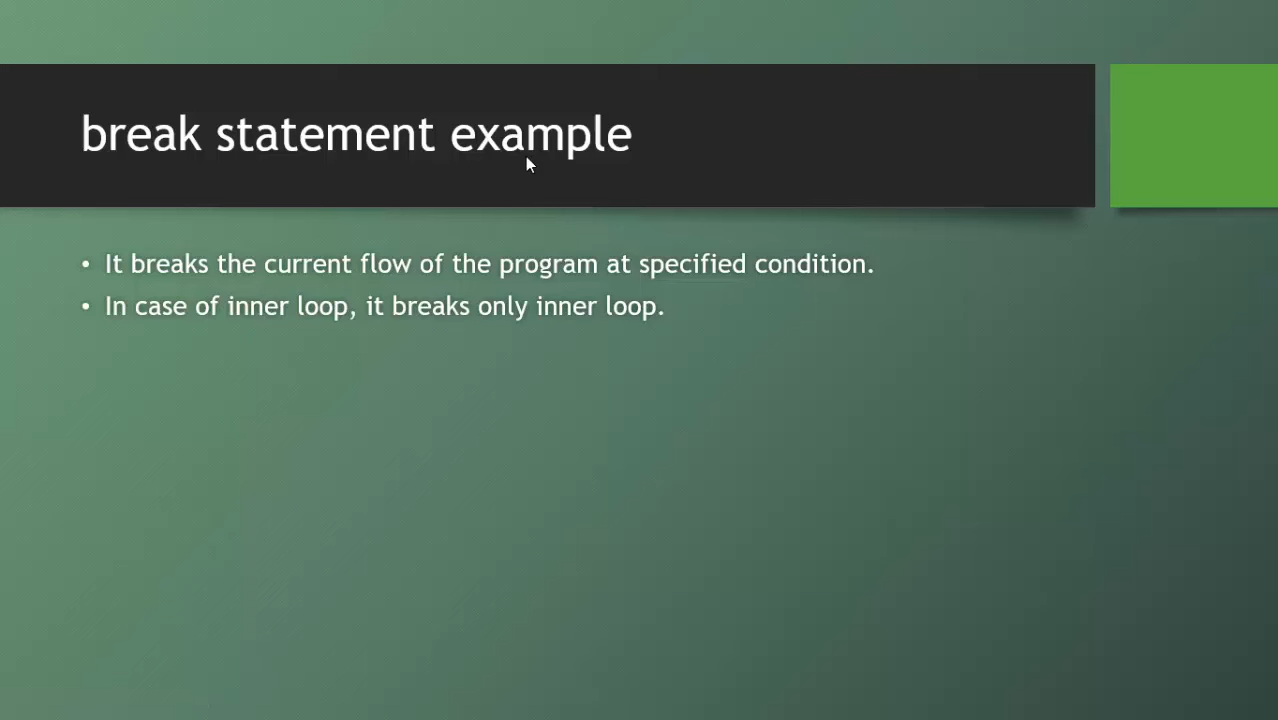 break statement example
• It breaks the current flow of the program at specified condition.
• In case of inner loop, it breaks only inner loop.